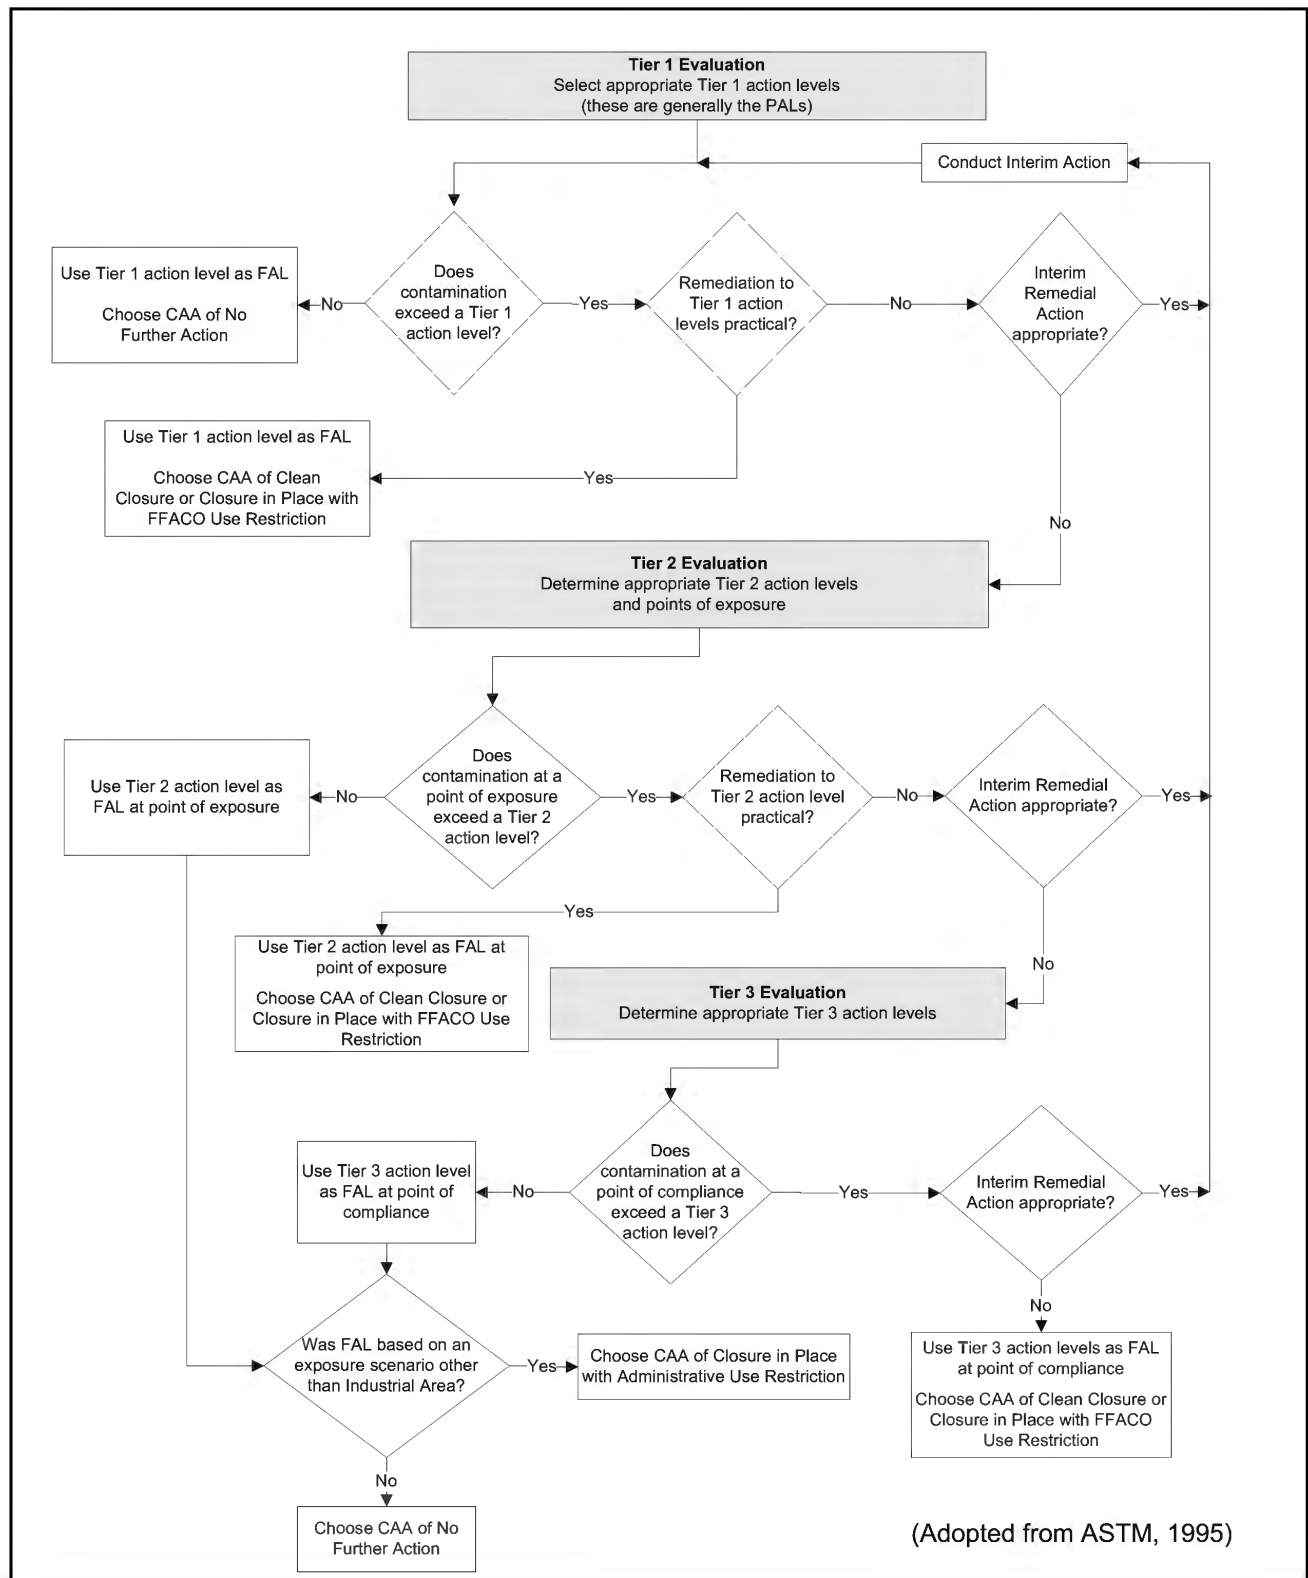 Tier 1 Evaluation
Select appropriate Tier 1 action levels
(these are generally the PALs)
Conduct Interim Action
Use Tier 1 action level as FAL
Choose CAA of No
Further Action
No
Does
contamination
exceed a Tier 1
action level?
Yes
Remediation to
Tier 1 action
levels practical?
No
Interim
Remedial
Action
appropriate?
Yes
Use Tier 1 action level as FAL
Choose CAA of Clean
Closure or Closure in Place with
FFACO Use Restriction
Yes
No
Tier 2 Evaluation
Determine appropriate Tier 2 action levels
and points of exposure
Use Tier 2 action level as
FAL at point of exposure
No
Does
contamination at a
point of exposure
exceed a Tier 2
action level?
Yes
Remediation to
Tier 2 action level
practical?
No
Interim Remedial
Action appropriate?
Yes
Yes
Use Tier 2 action level as FAL at
point of exposure
Choose CAA of Clean Closure or
Closure in Place with FFACO Use
Restriction
No
Tier 3 Evaluation
Determine appropriate Tier 3 action levels
Use Tier 3 action level
as FAL at point of
compliance
No
Does
contamination at a
point of compliance
exceed a Tier 3
action level?
Yes
Interim Remedial
Action appropriate?
Yes
No
Was FAL based on an
exposure scenario other
than Industrial Area?
Yes
Choose CAA of Closure in Place
with Administrative Use Restriction
Use Tier 3 action levels as FAL
at point of compliance
Choose CAA of Clean Closure or
Closure in Place with FFACO
Use Restriction
No
Choose CAA of No
Further Action
(Adopted from ASTM, 1995)